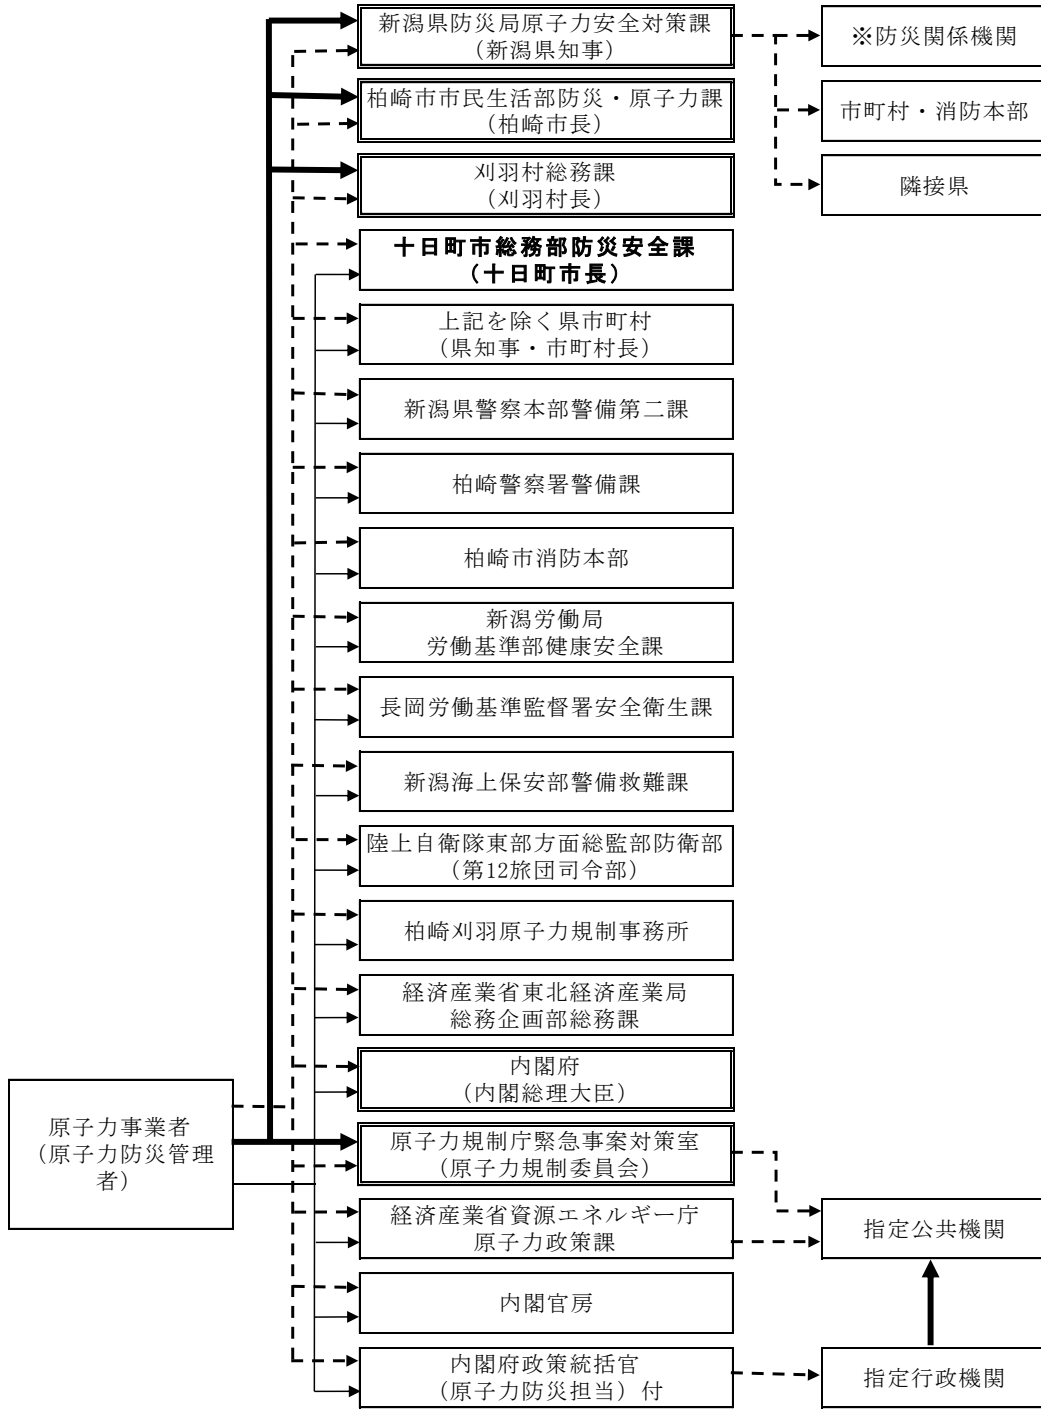 新潟県防災局原子力安全対策課
（新潟県知事）
※防災関係機関
柏崎市市民生活部防災・原子力課
（柏崎市長）
市町村・消防本部
刈羽村総務課
（刈羽村長）
隣接県
十日町市総務部防災安全課
（十日町市長）
上記を除く県市町村
（県知事・市町村長）
新潟県警察本部警備第二課
柏崎警察署警備課
柏崎市消防本部
新潟労働局
労働基準部健康安全課
長岡労働基準監督署安全衛生課
新潟海上保安部警備救難課
陸上自衛隊東部方面総監部防衛部
（第12旅団司令部）
柏崎刈羽原子力規制事務所
経済産業省東北経済産業局
総務企画部総務課
内閣府
（内閣総理大臣）
原子力事業者
（原子力防災管理
者）
原子力規制庁緊急事案対策室
（原子力規制委員会）
経済産業省資源エネルギー庁
原子力政策課
指定公共機関
内閣官房
内閣府政策統括官
（原子力防災担当）付
指定行政機関